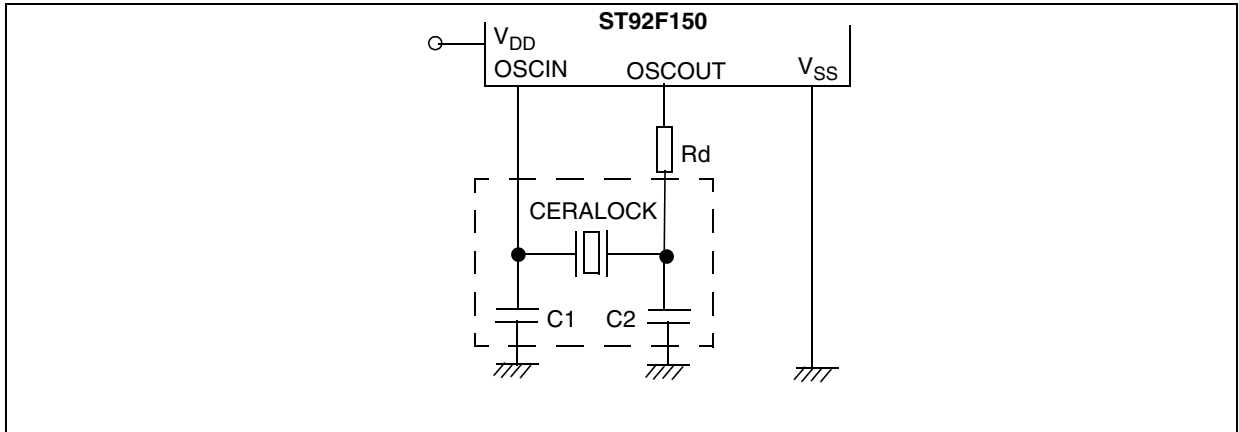 ST92F150
VDD
OSCIN OSCOUT VSS
Rd
CERALOCK
C1 C2